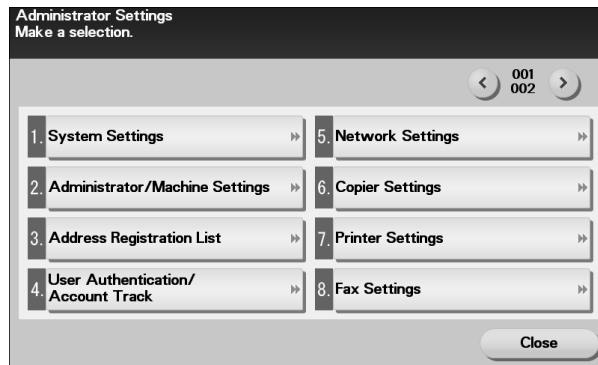 Administrator Settings
Make a selection.
< 001 >
002
1. System Settings
2. Administrator/Machine Settings
3. Address Registration List
4. User Authentication/
Account Track
5. Network Settings
6. Copier Settings
7. Printer Settings
8. Fax Settings
Close